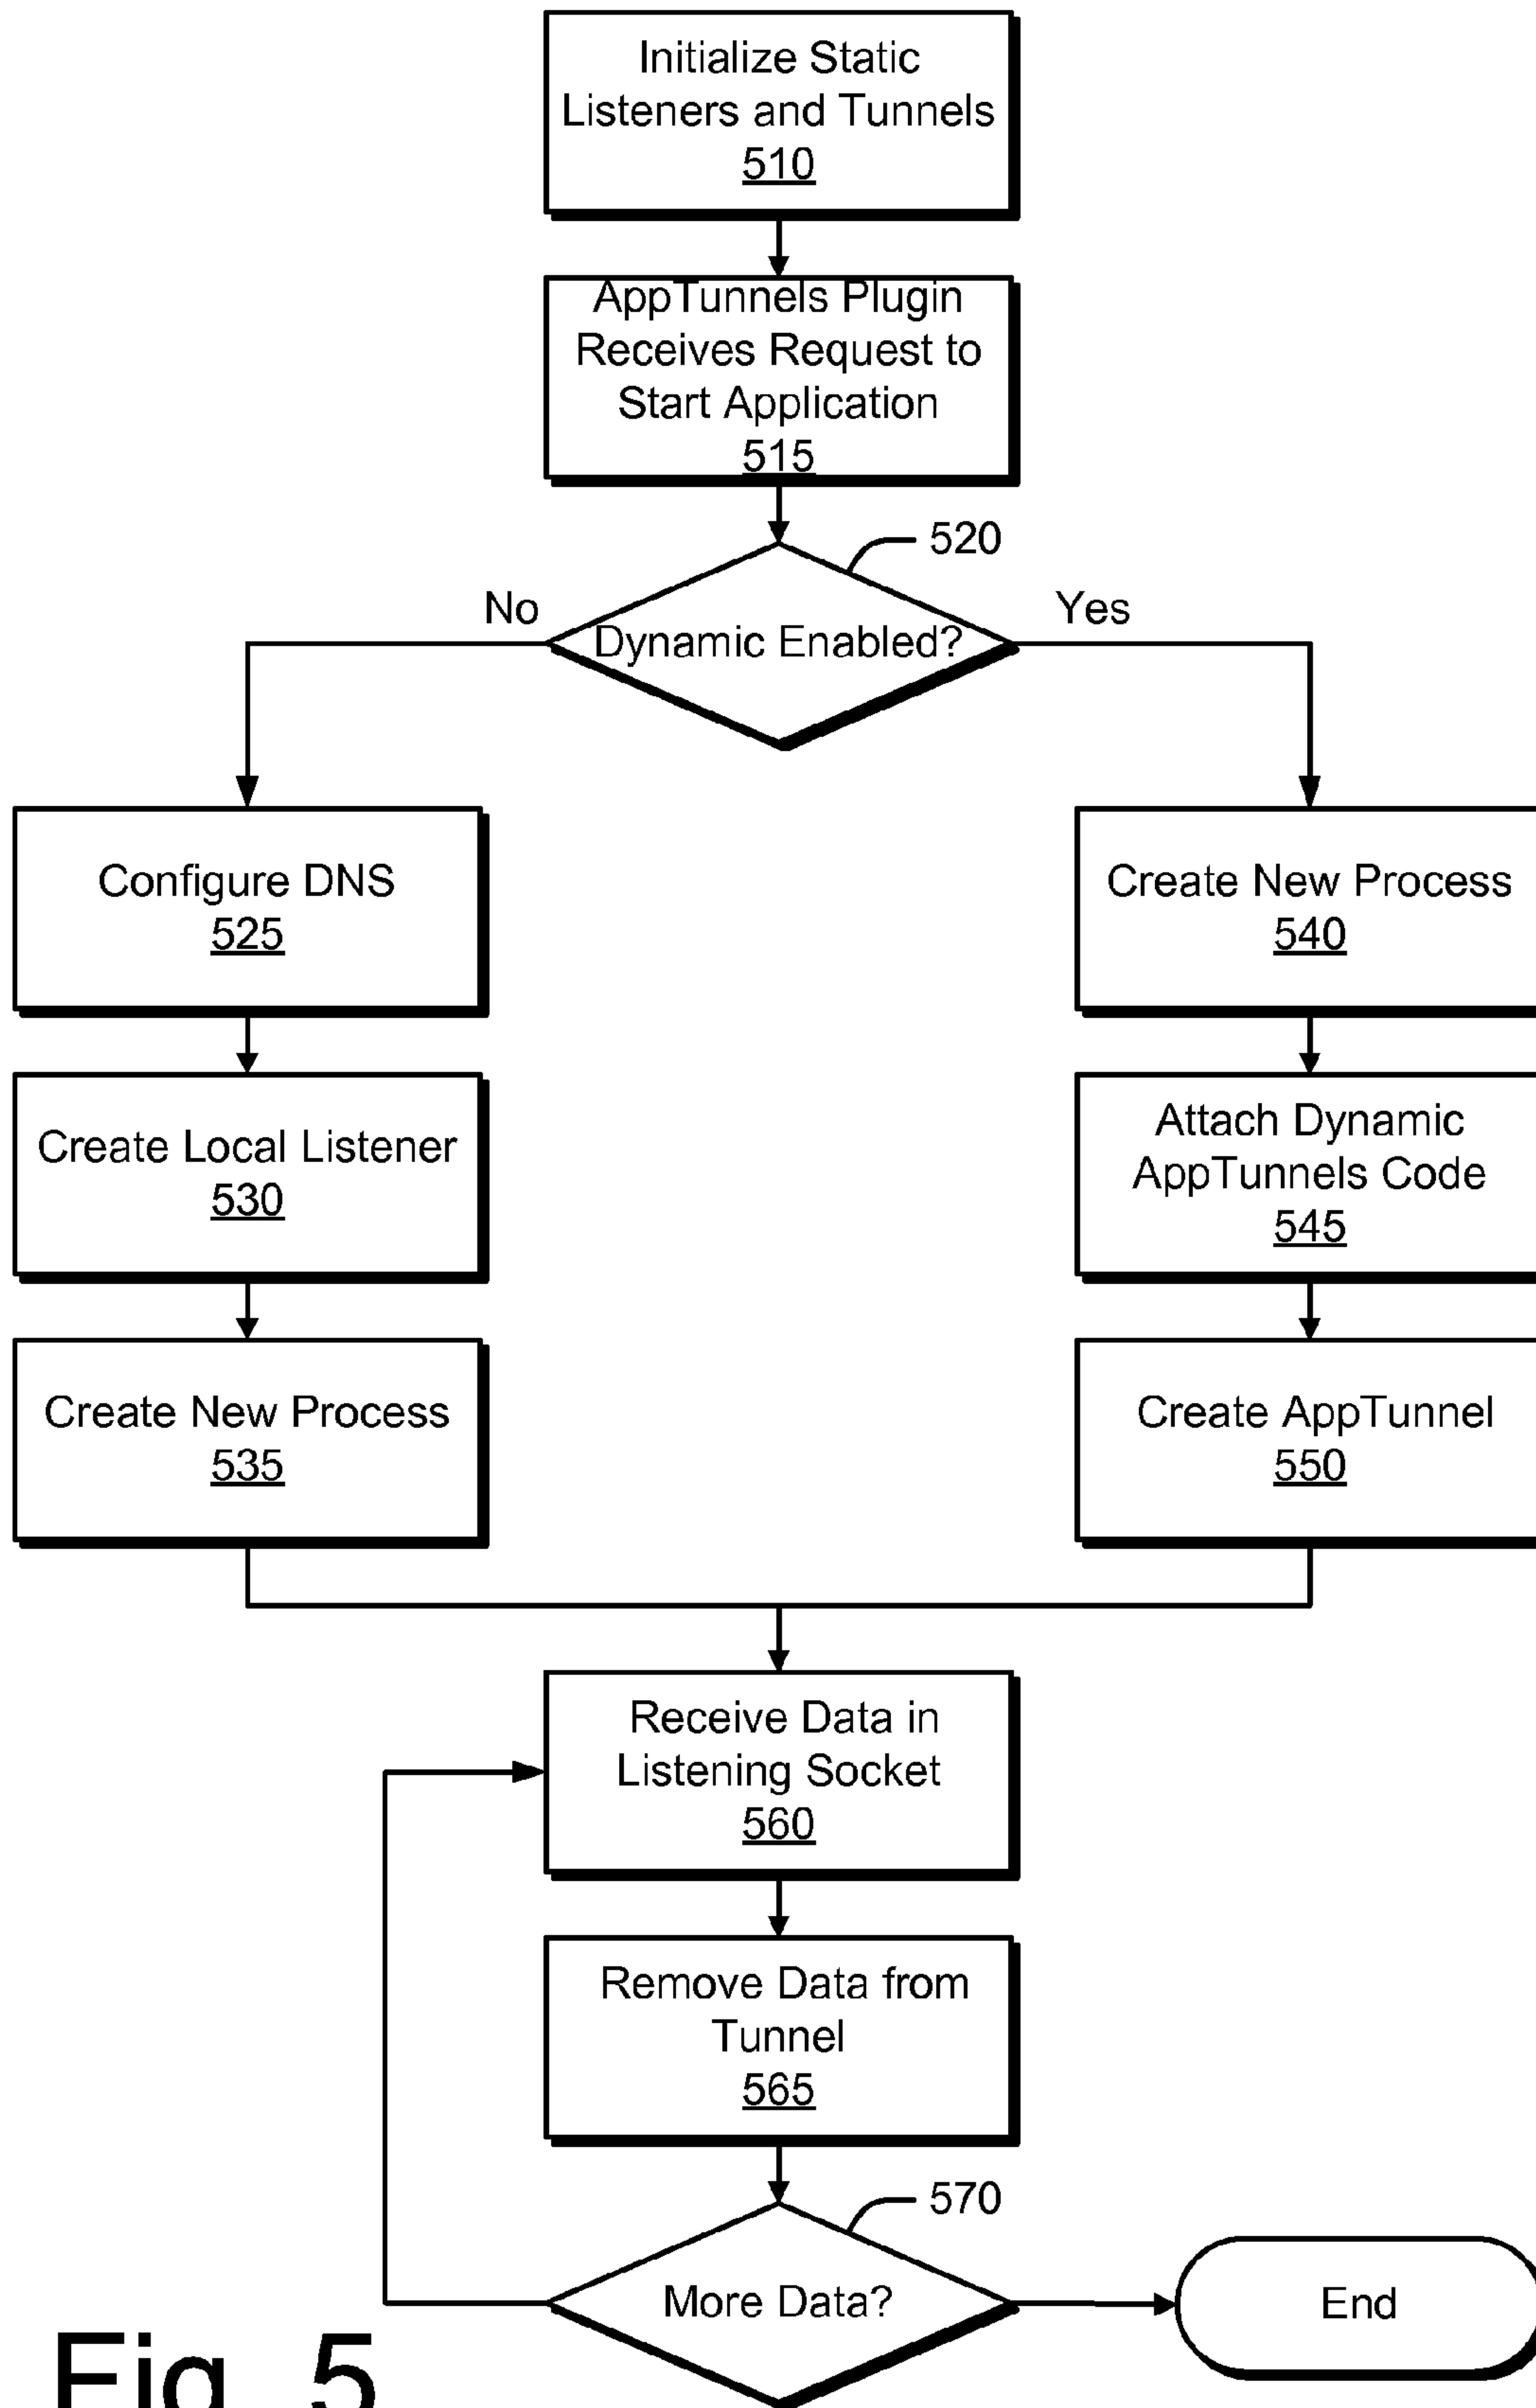 Initialize Static
Listeners and Tunnels
510
AppTunnels Plugin
Receives Request to
Start Application
515
520
No
Yes
Dynamic Enabled?
Configure DNS
525
Create New Process
540
Create Local Listener
530
Attach Dynamic
AppTunnels Code
545
Create New Process
535
Create AppTunnel
550
Receive Data in
Listening Socket
560
Remove Data from
Tunnel
565
570
More Data?
End
Fig. 5